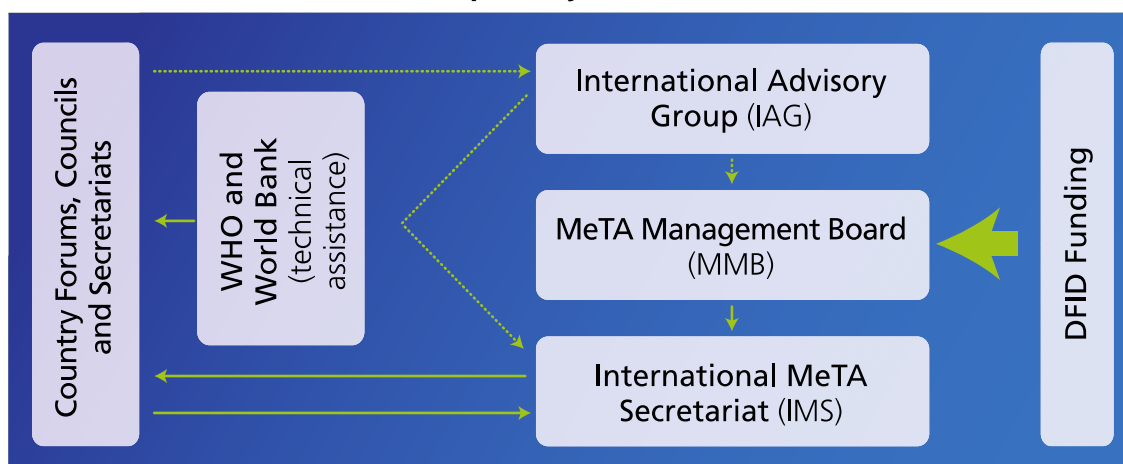 Country Forums, Councils
and Secretariats
WHO and
World Bank
(technical
assistance)
International Advisory
Group (IAG)
MeTA Management Board
(MMB)
International MeTA
Secretariat (IMS)
DFID Funding